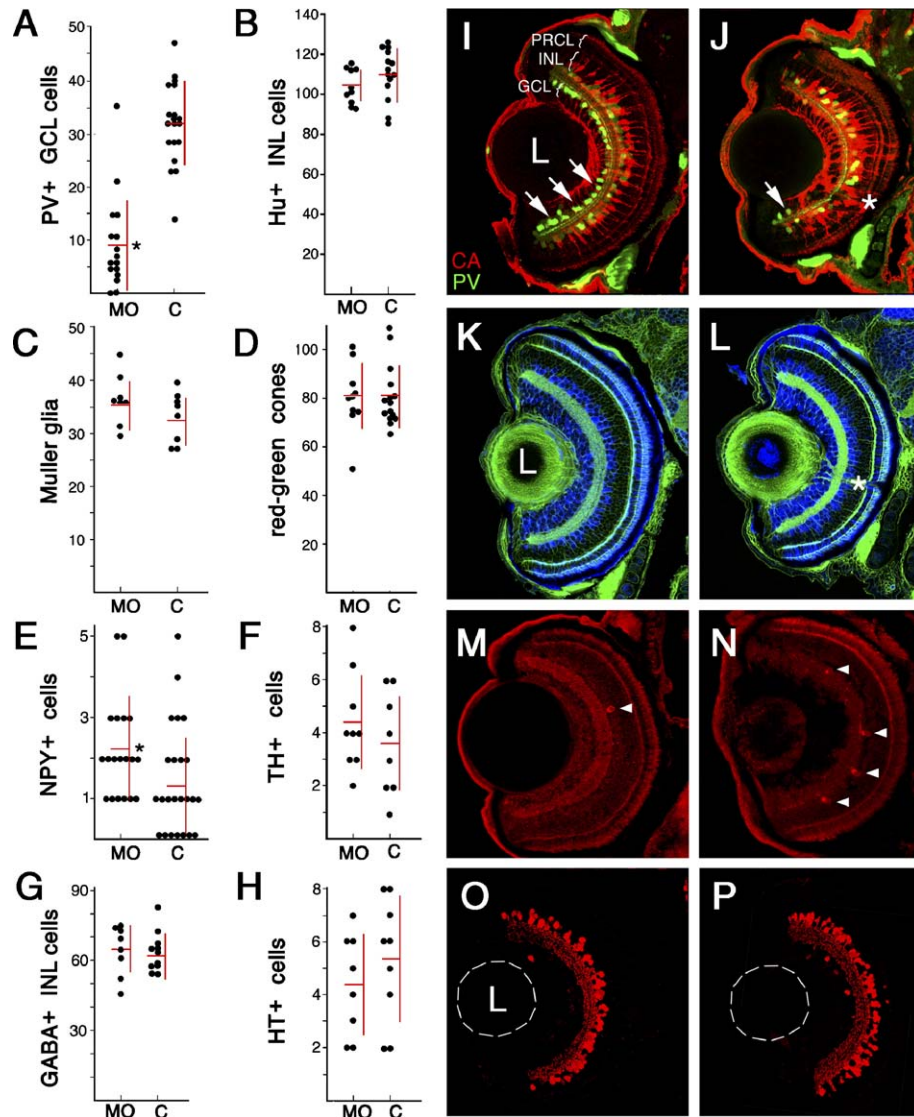 A
PV+ GCL cells
50
40
30
20
10
*
MO C
B
Hu+ INL cells
140
120
100
80
60
40
20
MO C
C
Muller glia
50
40
30
20
10
MO C
D
red-green cones
100
80
60
40
20
MO C
E
NPY+ cells
5
3
1
*
MO C
F
TH+ cells
8
6
4
2
MO C
G
GABA+ INL cells
90
60
30
MO C
H
HT+ cells
8
6
4
2
MO C
I
PRCL
INL
GCL
L
CA
PV
J
*
K
L
L
*
M
N
O
L
P